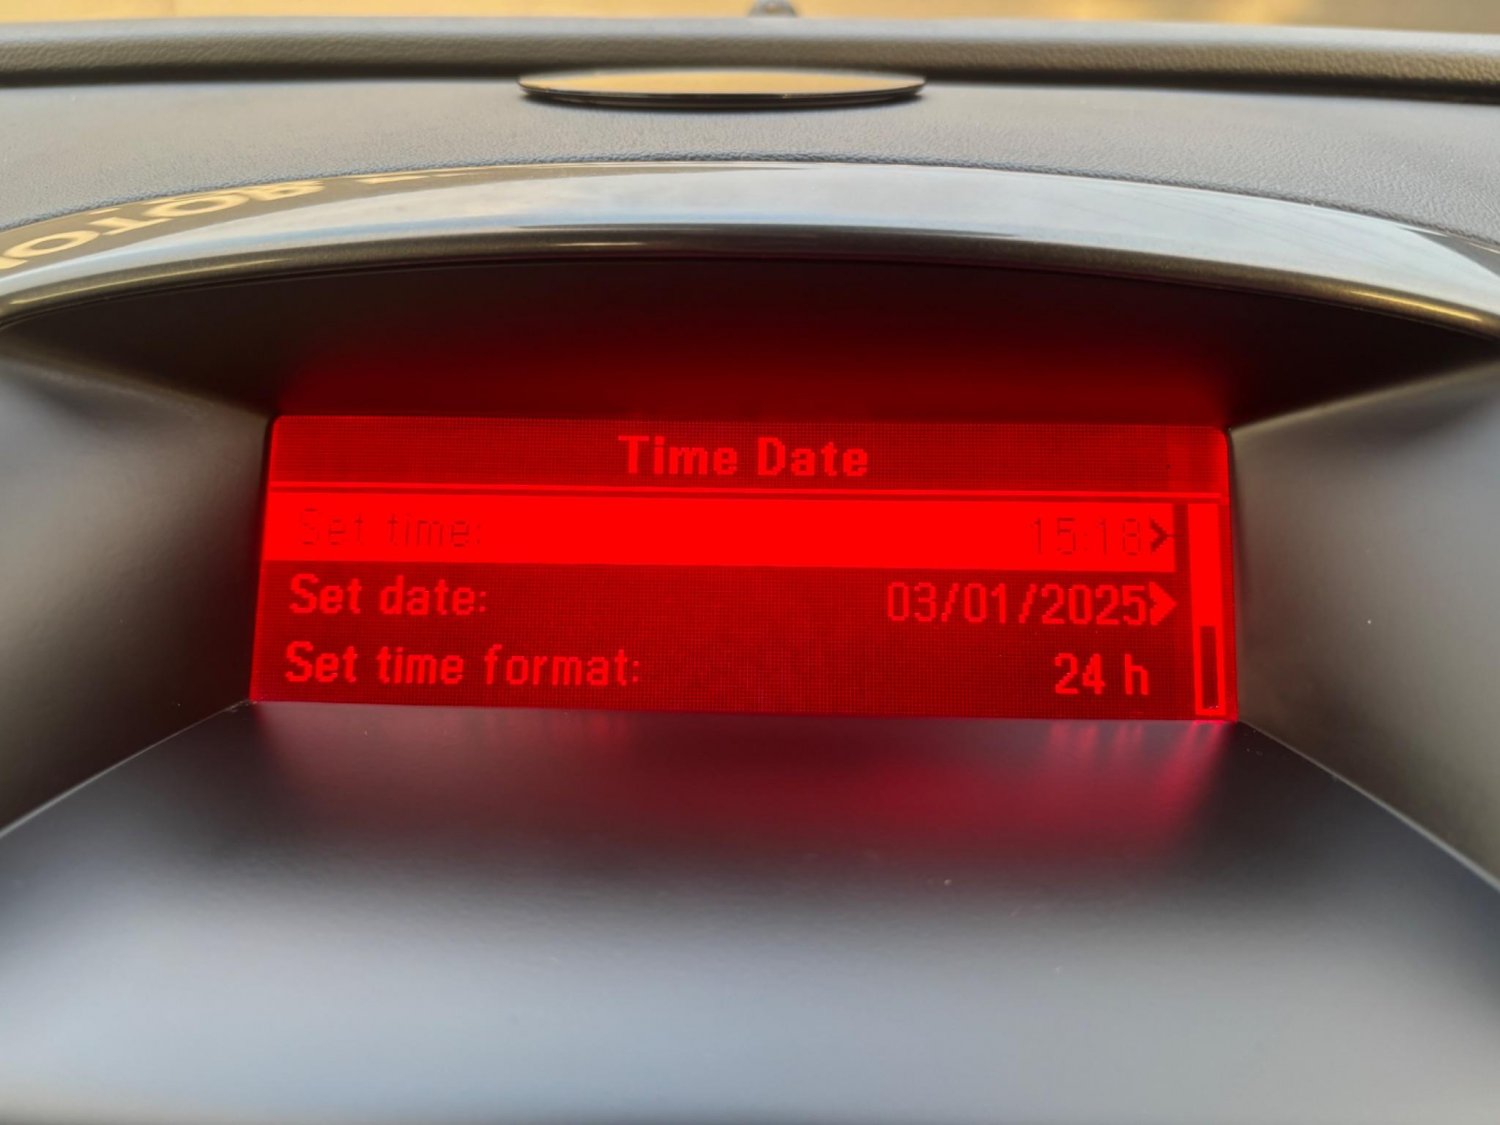 Time Date
Set time: 15:18
Set date: 03/01/2025
Set time format: 24 h